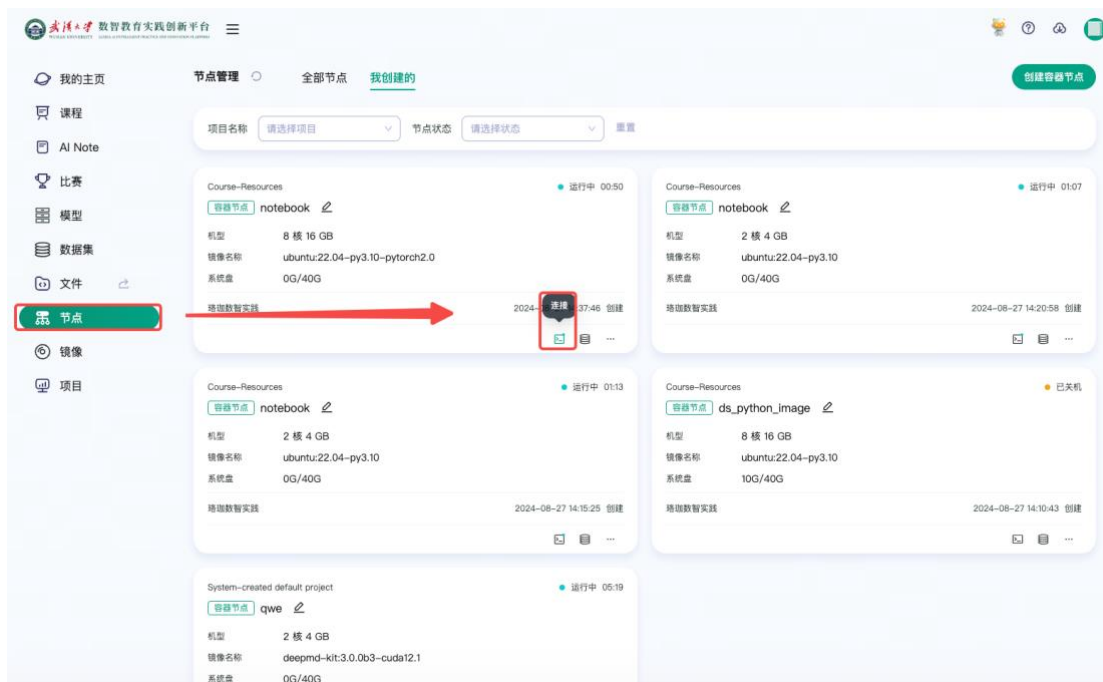 武汉大学 数智教育实践创新平台
我的主页
课程
AI Note
比赛
模型
数据集
文件
节点
镜像
项目
节点管理 全部节点 我创建的 创建容器节点
项目名称 请选择项目 节点状态 请选择状态 重置
Course-Resources 运行中 00:50
容器节点 notebook
机型 8 核 16 GB
镜像名称 ubuntu:22.04-py3.10-pytorch2.0
系统盘 0G/40G
珞珈数智实践 2024-08 37:46 创建
连接
Course-Resources 运行中 01:07
容器节点 notebook
机型 2 核 4 GB
镜像名称 ubuntu:22.04-py3.10
系统盘 0G/40G
珞珈数智实践 2024-08-27 14:20:58 创建
Course-Resources 运行中 01:13
容器节点 notebook
机型 2 核 4 GB
镜像名称 ubuntu:22.04-py3.10
系统盘 0G/40G
珞珈数智实践 2024-08-27 14:15:25 创建
Course-Resources 已关机
容器节点 ds_python_image
机型 8 核 16 GB
镜像名称 ubuntu:22.04-py3.10
系统盘 10G/40G
珞珈数智实践 2024-08-27 14:10:43 创建
System-created default project 运行中 05:19
容器节点 qwe
机型 2 核 4 GB
镜像名称 deepmd-kit:3.0.0b3-cuda12.1
系统盘 0G/40G